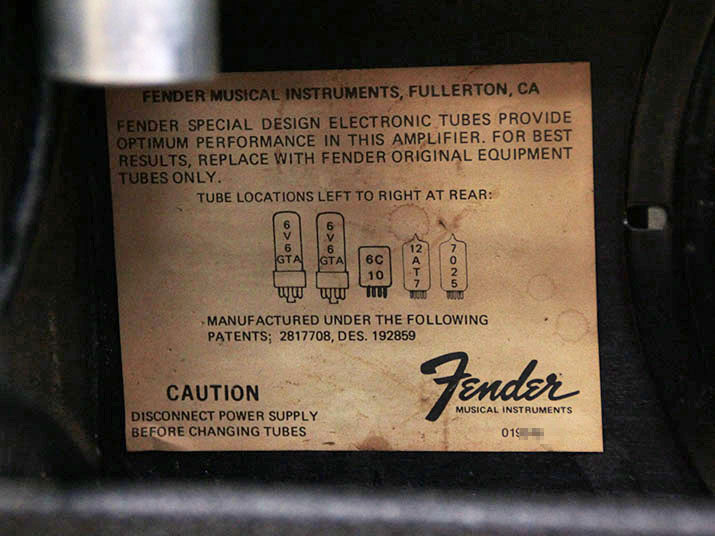 FENDER MUSICAL INSTRUMENTS, FULLERTON, CA
FENDER SPECIAL DESIGN ELECTRONIC TUBES PROVIDE
OPTIMUM PERFORMANCE IN THIS AMPLIFIER. FOR BEST
RESULTS, REPLACE WITH FENDER ORIGINAL EQUIPMENT
TUBES ONLY.
TUBE LOCATIONS LEFT TO RIGHT AT REAR:
6V6GTA
6V6GTA
6C10
12AT7
7025
MANUFACTURED UNDER THE FOLLOWING
PATENTS; 2817708, DES. 192859
CAUTION
DISCONNECT POWER SUPPLY
BEFORE CHANGING TUBES
Fender
MUSICAL INSTRUMENTS